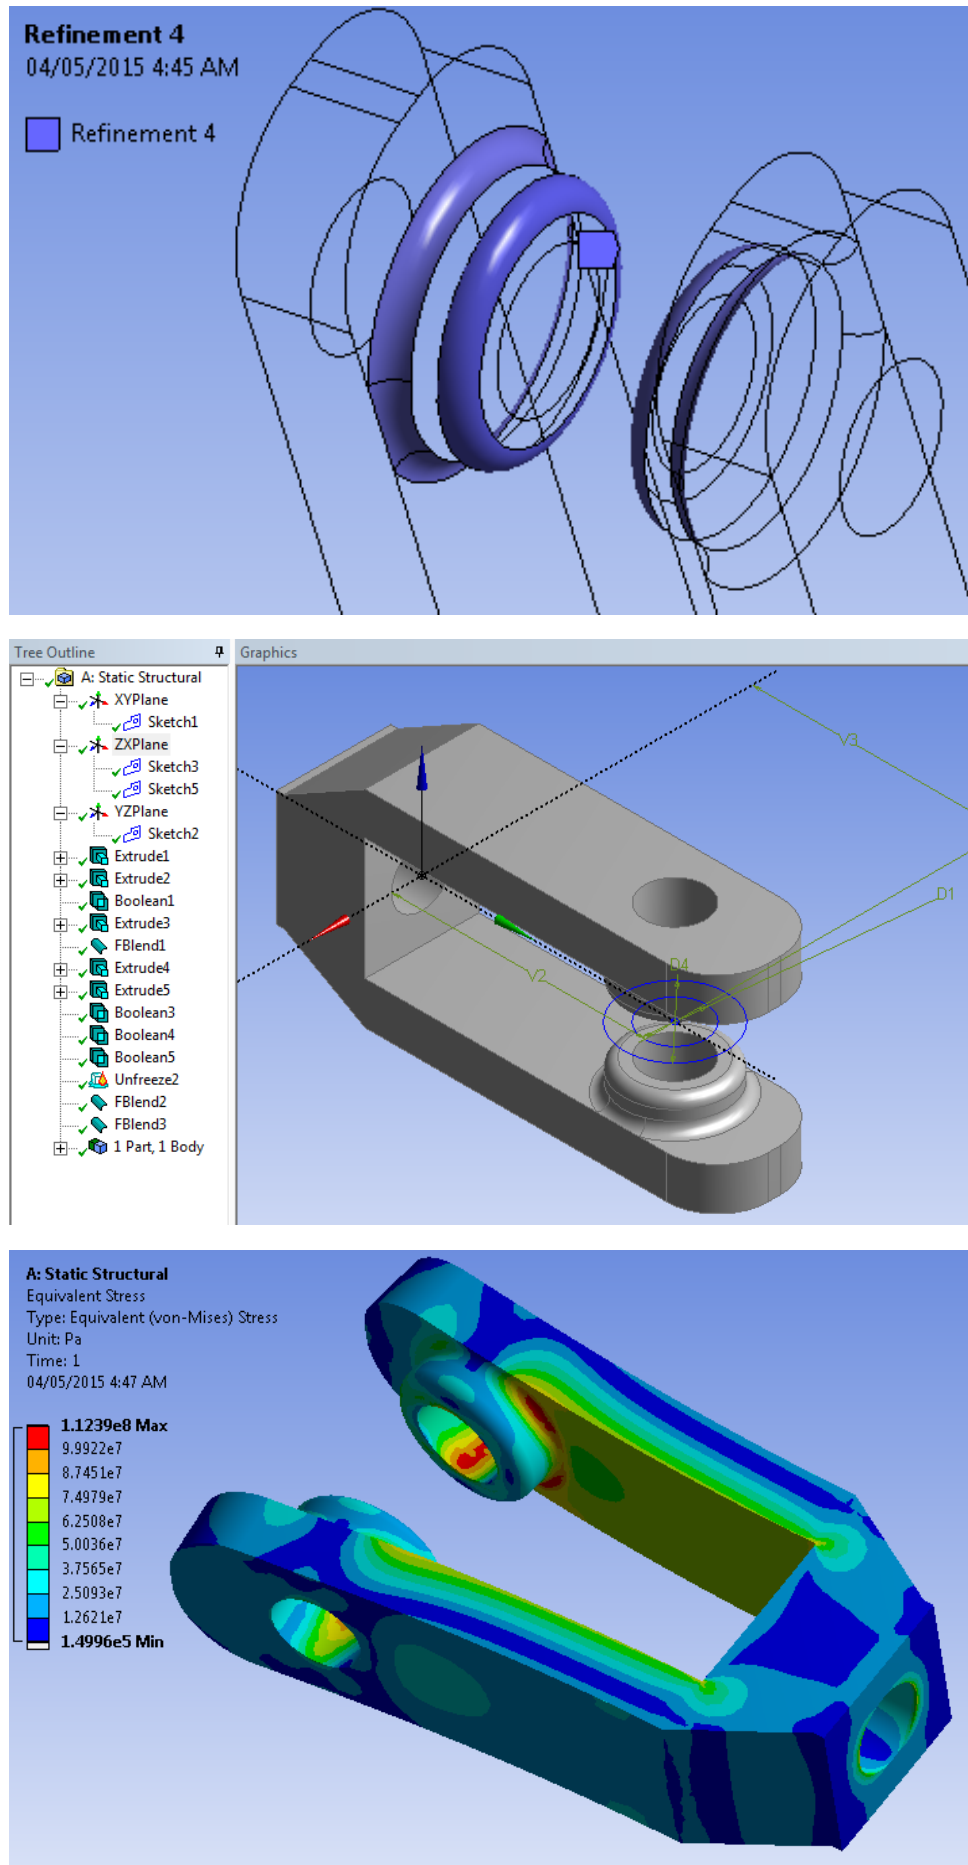 Refinement 4
04/05/2015 4:45 AM
Refinement 4
Tree Outline
Graphics
A: Static Structural
XYPlane
Sketch1
ZXPlane
Sketch3
Sketch5
YZPlane
Sketch2
Extrude1
Extrude2
Boolean1
Extrude3
FBlend1
Extrude4
Extrude5
Boolean3
Boolean4
Boolean5
Unfreeze2
FBlend2
FBlend3
1 Part, 1 Body
V3
D1
D4
V2
A: Static Structural
Equivalent Stress
Type: Equivalent (von-Mises) Stress
Unit: Pa
Time: 1
04/05/2015 4:47 AM
1.1239e8 Max
9.9922e7
8.7451e7
7.4979e7
6.2508e7
5.0036e7
3.7565e7
2.5093e7
1.2621e7
1.4996e5 Min